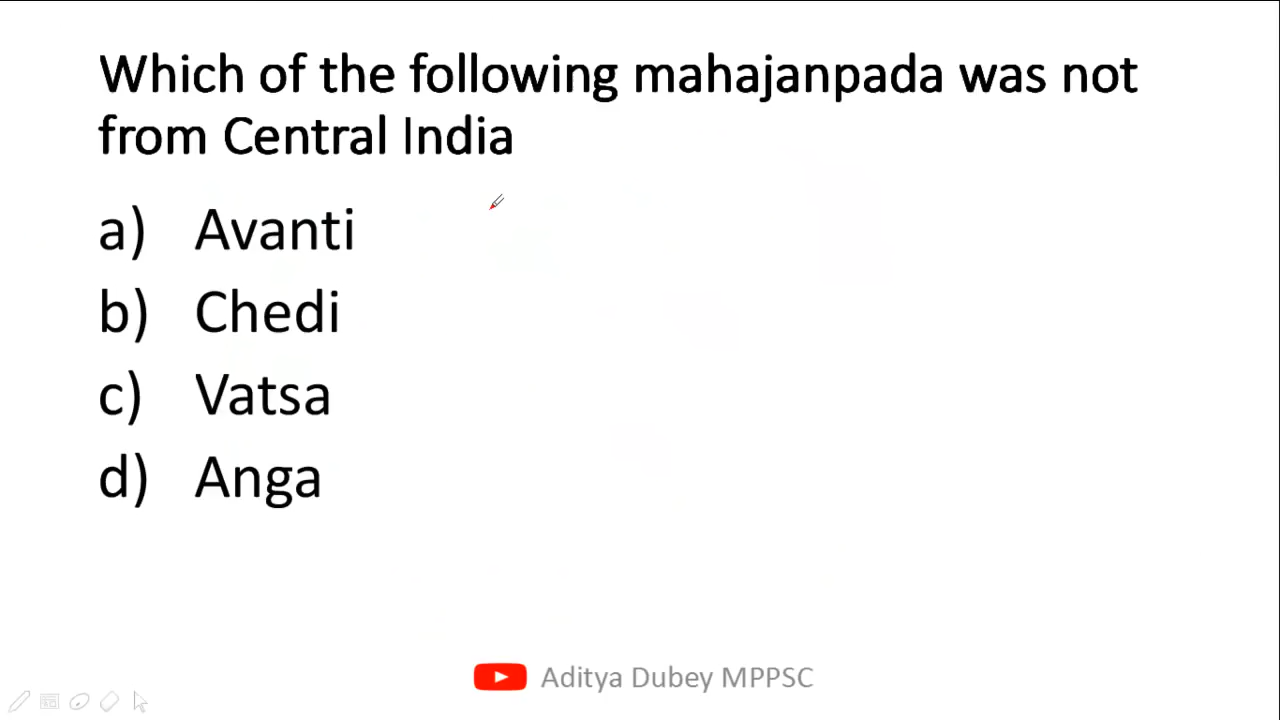 Which of the following mahajanpada was not
from Central India
a) Avanti
b) Chedi
c) Vatsa
d) Anga
Aditya Dubey MPPSC